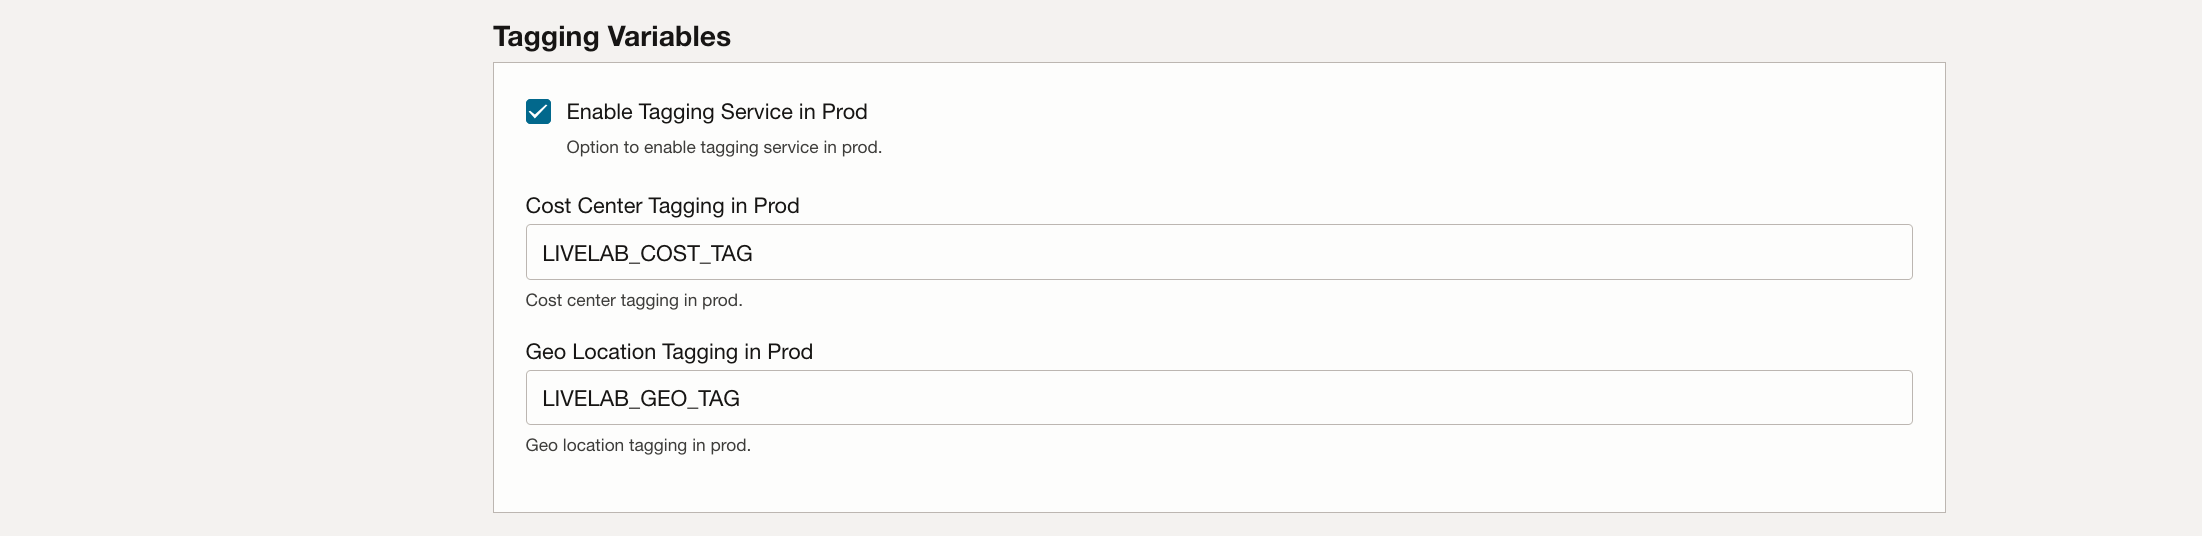 Tagging Variables
Enable Tagging Service in Prod
Option to enable tagging service in prod.
Cost Center Tagging in Prod
LIVELAB_COST_TAG
Cost center tagging in prod.
Geo Location Tagging in Prod
LIVELAB_GEO_TAG
Geo location tagging in prod.